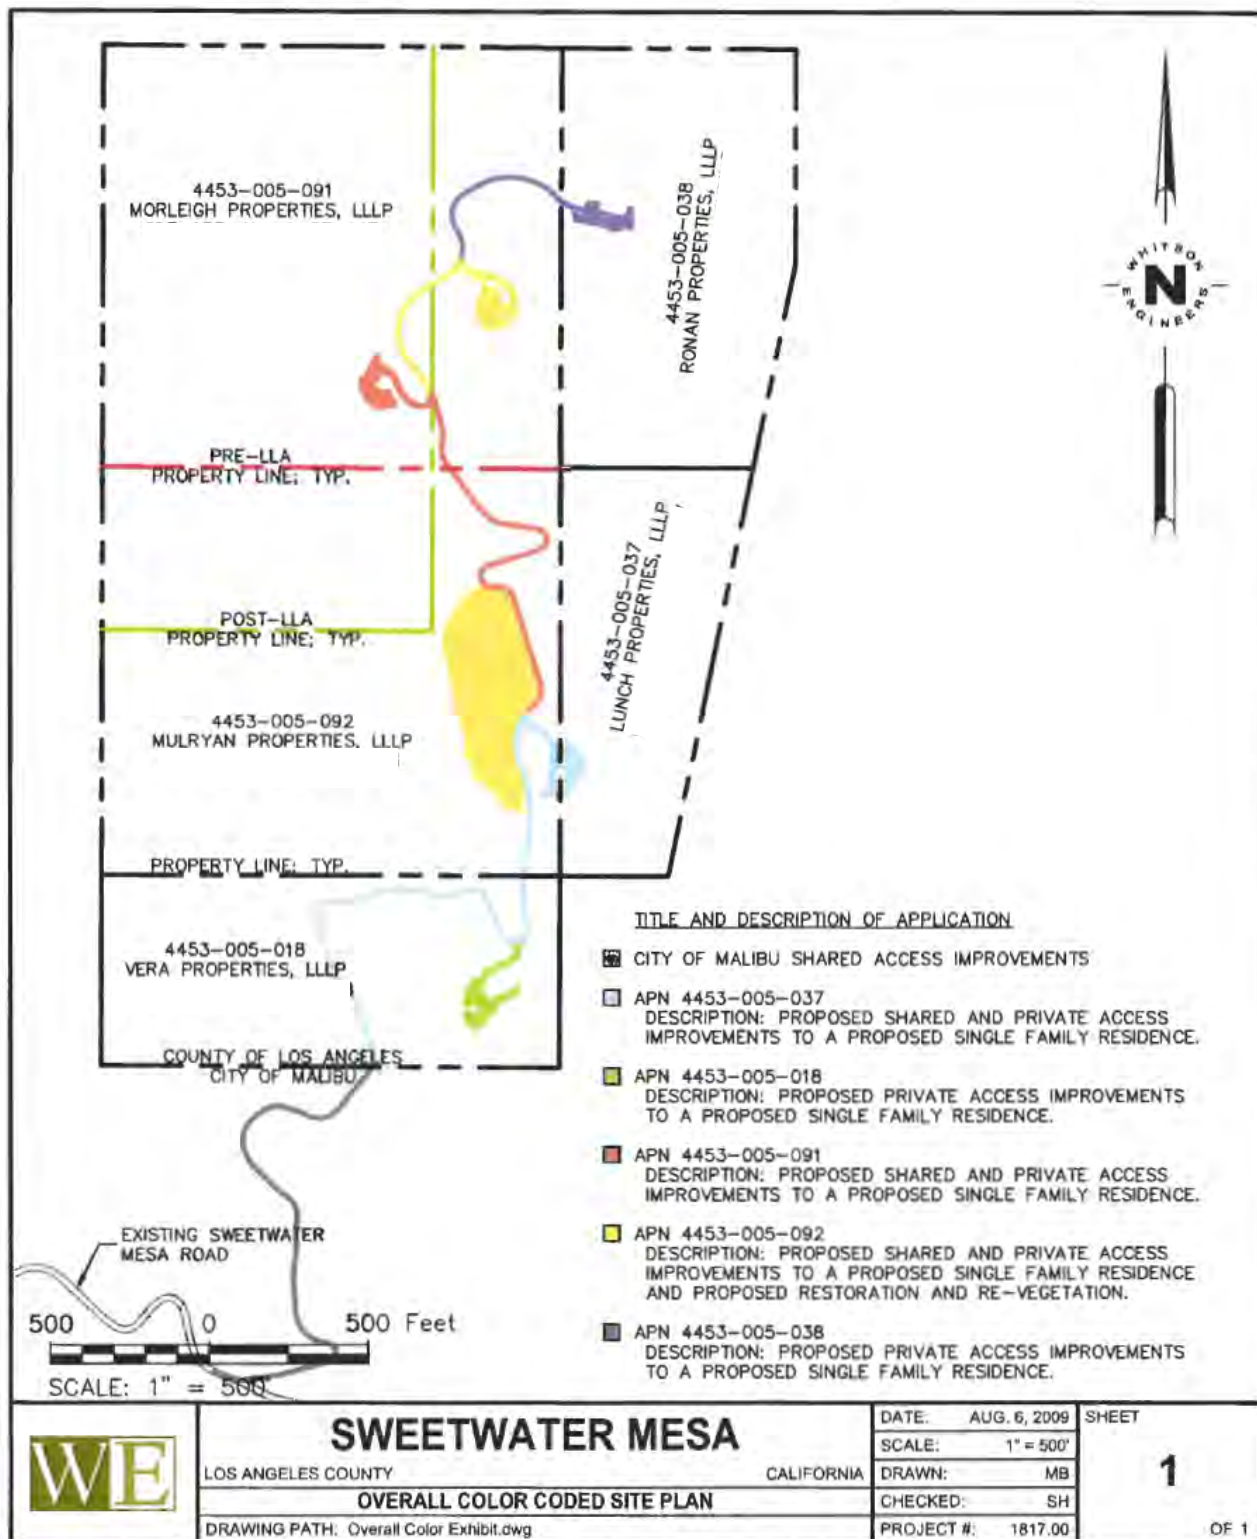 4453-005-091
MORLEIGH PROPERTIES, LLLP
4453-005-038
RONAN PROPERTIES, LLLP
WHITSON
N
ENGINEERS
PRE-LLA
PROPERTY LINE; TYP.
4453-005-037
LUNCH PROPERTIES, LLLP
POST-LLA
PROPERTY LINE; TYP.
4453-005-092
MULRYAN PROPERTIES, LLLP
PROPERTY LINE; TYP.
4453-005-018
VERA PROPERTIES, LLLP
COUNTY OF LOS ANGELES
CITY OF MALIBU
EXISTING SWEETWATER
MESA ROAD
500 0 500 Feet
SCALE: 1" = 500'
TITLE AND DESCRIPTION OF APPLICATION
CITY OF MALIBU SHARED ACCESS IMPROVEMENTS
APN 4453-005-037
DESCRIPTION: PROPOSED SHARED AND PRIVATE ACCESS
IMPROVEMENTS TO A PROPOSED SINGLE FAMILY RESIDENCE.
APN 4453-005-018
DESCRIPTION: PROPOSED PRIVATE ACCESS IMPROVEMENTS
TO A PROPOSED SINGLE FAMILY RESIDENCE.
APN 4453-005-091
DESCRIPTION: PROPOSED SHARED AND PRIVATE ACCESS
IMPROVEMENTS TO A PROPOSED SINGLE FAMILY RESIDENCE.
APN 4453-005-092
DESCRIPTION: PROPOSED SHARED AND PRIVATE ACCESS
IMPROVEMENTS TO A PROPOSED SINGLE FAMILY RESIDENCE
AND PROPOSED RESTORATION AND RE-VEGETATION.
APN 4453-005-038
DESCRIPTION: PROPOSED PRIVATE ACCESS IMPROVEMENTS
TO A PROPOSED SINGLE FAMILY RESIDENCE.
WE
SWEETWATER MESA
LOS ANGELES COUNTY CALIFORNIA
OVERALL COLOR CODED SITE PLAN
DRAWING PATH: Overall Color Exhibit.dwg
DATE: AUG. 6, 2009
SCALE: 1" = 500'
DRAWN: MB
CHECKED: SH
PROJECT #: 1817.00
SHEET
1
OF 1